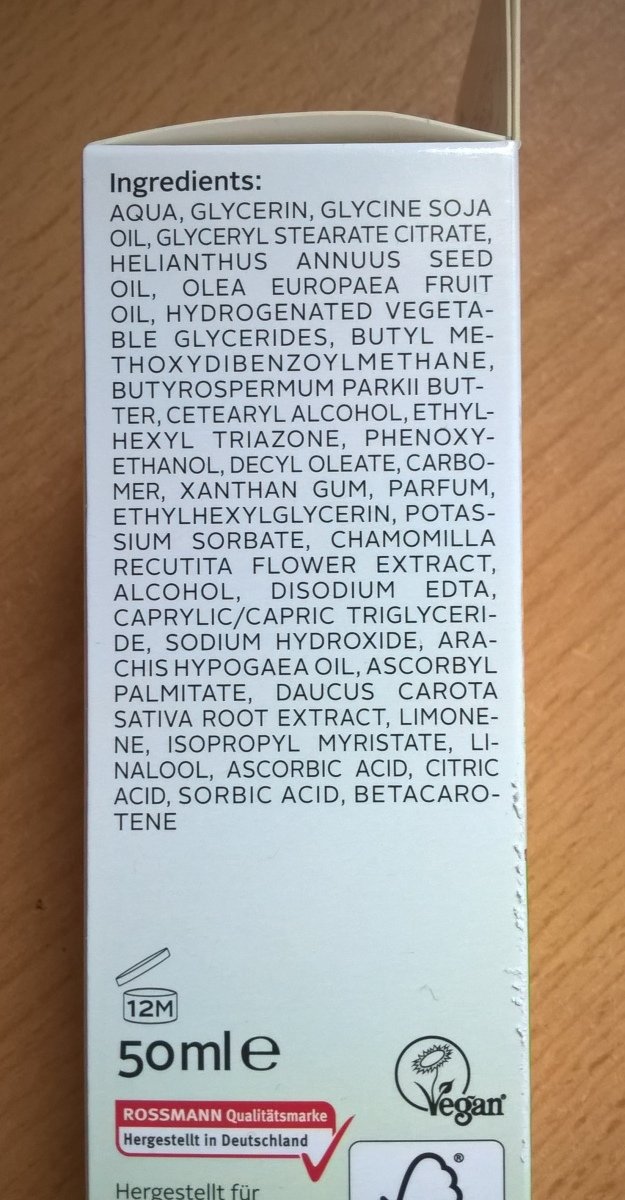 Ingredients:
AQUA, GLYCERIN, GLYCINE SOJA
OIL, GLYCERYL STEARATE CITRATE,
HELIANTHUS ANNUUS SEED
OIL, OLEA EUROPAEA FRUIT
OIL, HYDROGENATED VEGETA-
BLE GLYCERIDES, BUTYL ME-
THOXYDIBENZOYLMETHANE,
BUTYROSPERMUM PARKII BUT-
TER, CETEARYL ALCOHOL, ETHYL-
HEXYL TRIAZONE, PHENOXY-
ETHANOL, DECYL OLEATE, CARBO-
MER, XANTHAN GUM, PARFUM,
ETHYLHEXYLGLYCERIN, POTAS-
SIUM SORBATE, CHAMOMILLA
RECUTITA FLOWER EXTRACT,
ALCOHOL, DISODIUM EDTA,
CAPRYLIC/CAPRIC TRIGLYCERI-
DE, SODIUM HYDROXIDE, ARA-
CHIS HYPOGAEA OIL, ASCORBYL
PALMITATE, DAUCUS CAROTA
SATIVA ROOT EXTRACT, LIMONE-
NE, ISOPROPYL MYRISTATE, LI-
NALOOL, ASCORBIC ACID, CITRIC
ACID, SORBIC ACID, BETACARO-
TENE
12M
50 ml e
Vegan
ROSSMANN Qualitätsmarke
Hergestellt in Deutschland
®
Hergestellt für